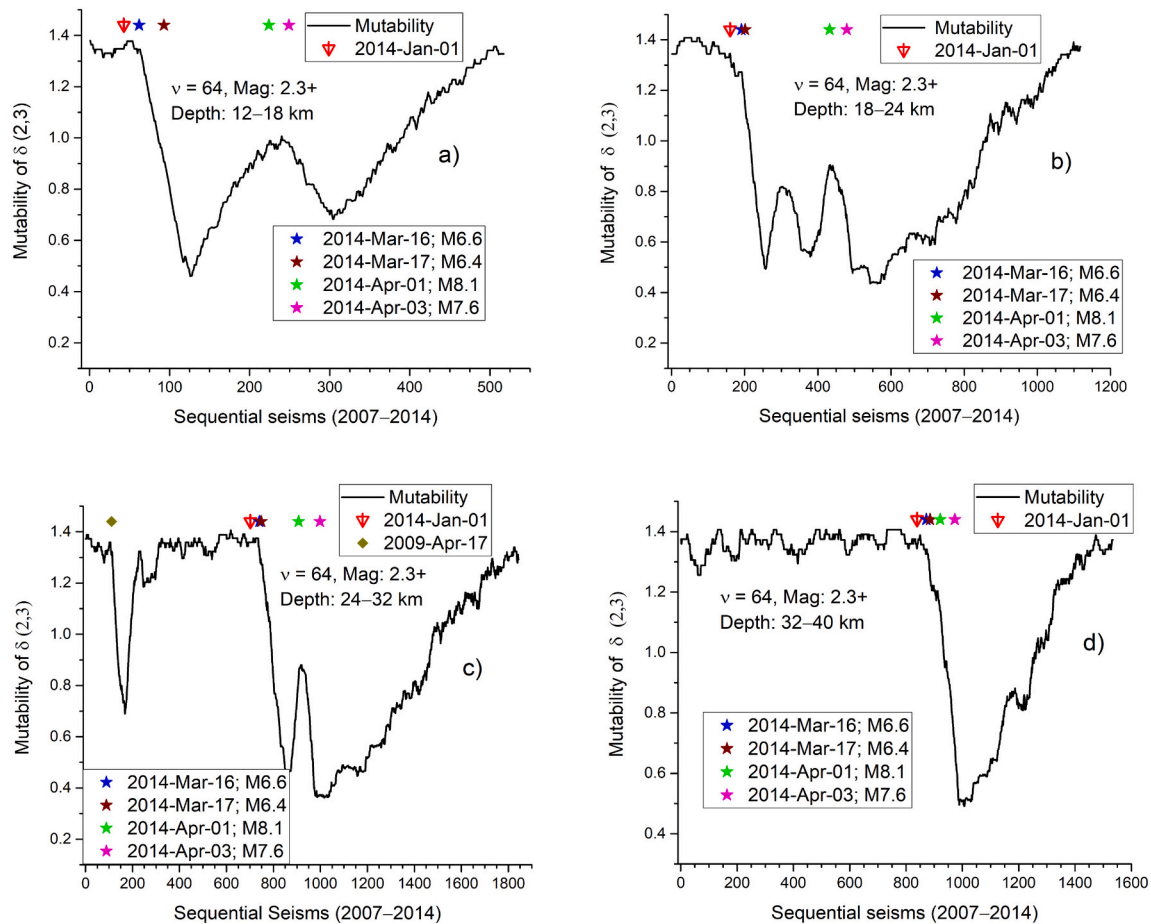 Mutability
2014-Jan-01
ν = 64, Mag: 2.3+
Depth: 12–18 km
a)
2014-Mar-16; M6.6
2014-Mar-17; M6.4
2014-Apr-01; M8.1
2014-Apr-03; M7.6
Mutability of δ (2,3)
1.4
1.2
1.0
0.8
0.6
0.4
0.2
0 100 200 300 400 500
Sequential seisms (2007–2014)
Mutability
2014-Jan-01
ν = 64, Mag: 2.3+
Depth: 18–24 km
b)
2014-Mar-16; M6.6
2014-Mar-17; M6.4
2014-Apr-01; M8.1
2014-Apr-03; M7.6
Mutability of δ (2,3)
1.4
1.2
1.0
0.8
0.6
0.4
0.2
0 200 400 600 800 1000 1200
Sequential seisms (2007–2014)
Mutability
2014-Jan-01
2009-Apr-17
ν = 64, Mag: 2.3+
Depth: 24–32 km
c)
2014-Mar-16; M6.6
2014-Mar-17; M6.4
2014-Apr-01; M8.1
2014-Apr-03; M7.6
Mutability of δ (2,3)
1.6
1.4
1.2
1.0
0.8
0.6
0.4
0.2
0 200 400 600 800 1000 1200 1400 1600 1800
Sequential Seisms (2007–2014)
Mutability
2014-Jan-01
ν = 64, Mag: 2.3+
Depth: 32–40 km
d)
2014-Mar-16; M6.6
2014-Mar-17; M6.4
2014-Apr-01; M8.1
2014-Apr-03; M7.6
Mutability of δ (2,3)
1.4
1.2
1.0
0.8
0.6
0.4
0 200 400 600 800 1000 1200 1400 1600
Sequential seisms (2007–2014)